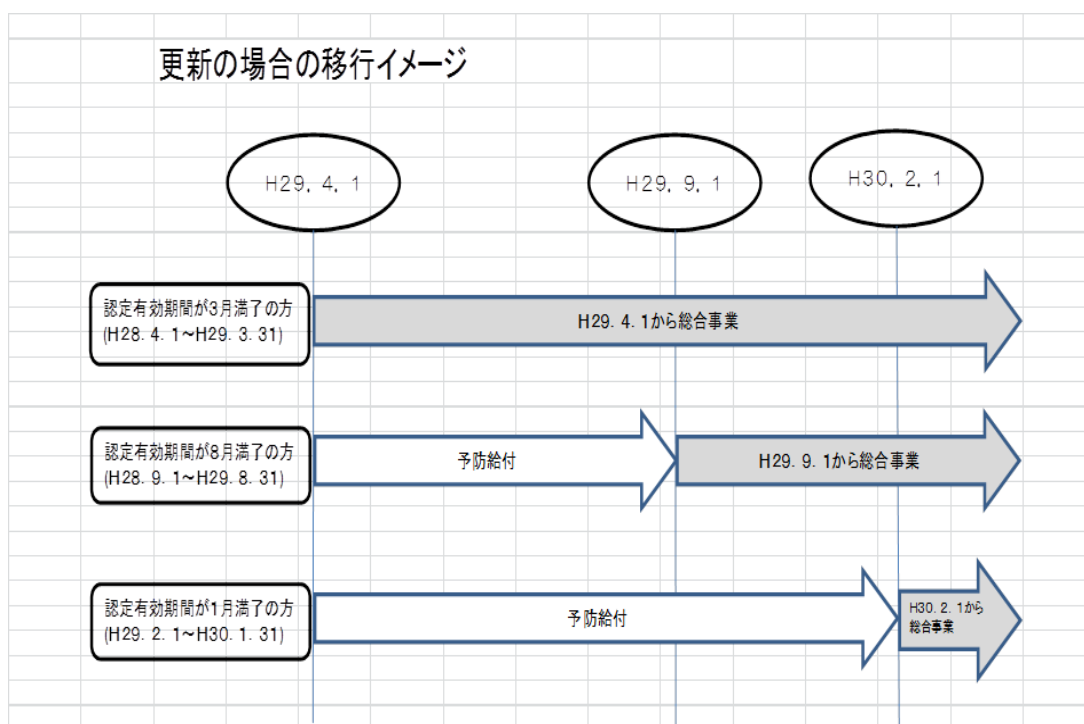 更新の場合の移行イメージ
H29, 4, 1
H29, 9, 1
H30, 2, 1
認定有効期間が3月満了の方
(H28. 4. 1～H29. 3. 31)
H29. 4. 1から総合事業
認定有効期間が8月満了の方
(H28. 9. 1～H29. 8. 31)
予防給付
H29. 9. 1から総合事業
認定有効期間が1月満了の方
(H29. 2. 1～H30. 1. 31)
予防給付
H30. 2. 1から
総合事業